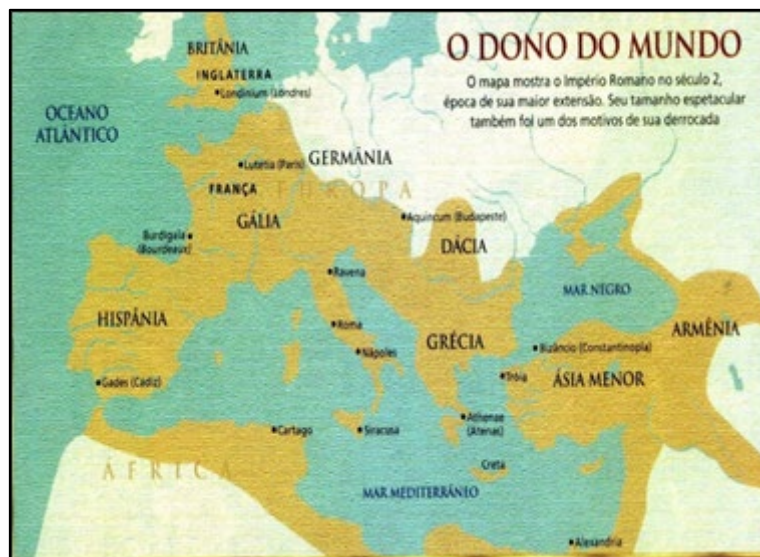 O DONO DO MUNDO
O mapa mostra o Império Romano no século 2,
época de sua maior extensão. Seu tamanho espetacular
também foi um dos motivos de sua derrocada
BRITÂNIA
INGLATERRA
Londinium (Londres)
OCEANO
ATLÂNTICO
GERMÂNIA
Lutetia (Paris)
EUROPA
FRANÇA
GÁLIA
Aquincum (Budapeste)
DÁCIA
Burdigala
(Bourdeaux)
Ravena
MAR NEGRO
HISPÂNIA
Roma
GRÉCIA
ARMÊNIA
Nápoles
Bizâncio (Constantinopla)
Gades (Cadiz)
Tróia
ÁSIA MENOR
Cartago
Siracusa
Athenae
(Atenas)
ÁFRICA
Creta
MAR MEDITERRÂNEO
Alexandria